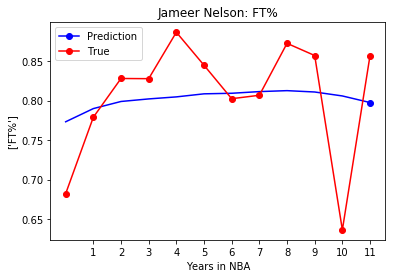 Jameer Nelson: FT%
Prediction
True
['FT%']
0.85
0.80
0.75
0.70
0.65
1 2 3 4 5 6 7 8 9 10 11
Years in NBA